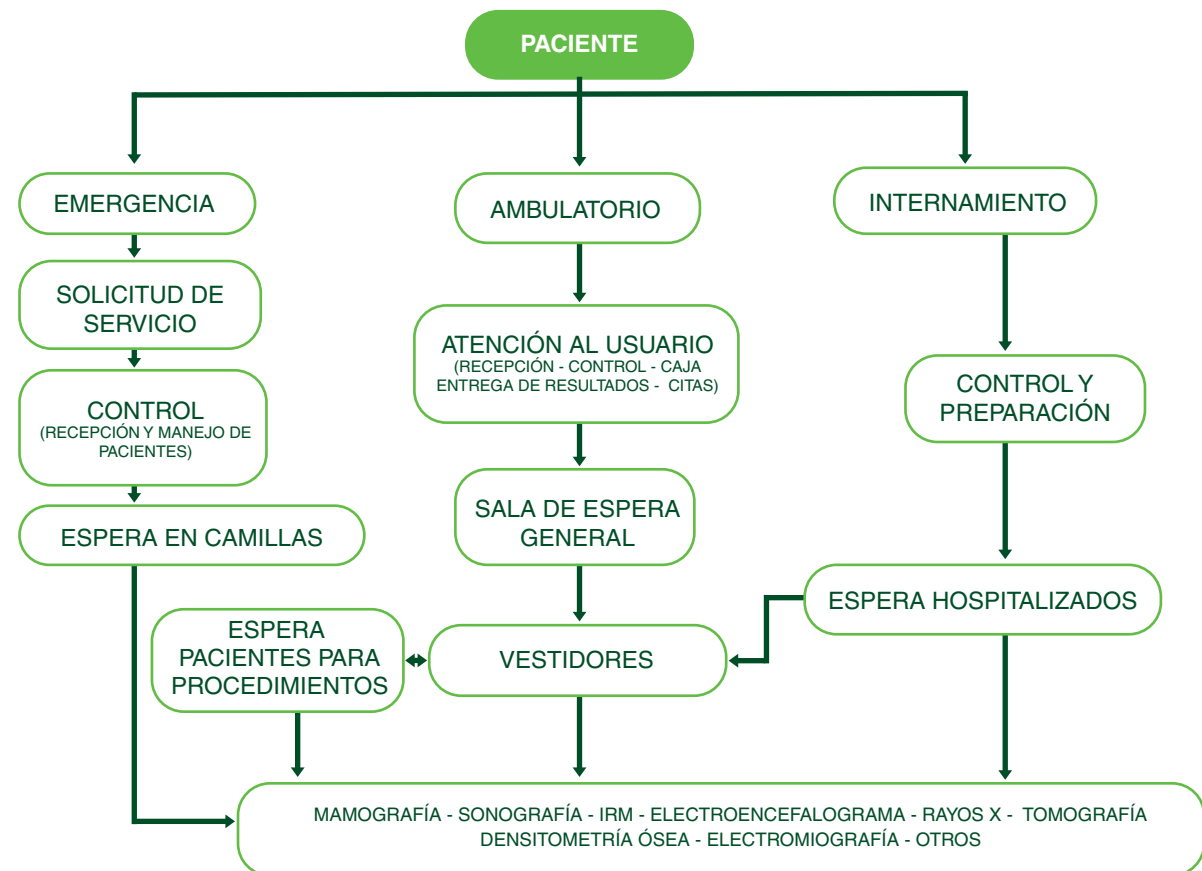 PACIENTE
EMERGENCIA
AMBULATORIO
INTERNAMIENTO
SOLICITUD DE
SERVICIO
ATENCIÓN AL USUARIO
(RECEPCIÓN - CONTROL - CAJA
ENTREGA DE RESULTADOS - CITAS)
CONTROL Y
PREPARACIÓN
CONTROL
(RECEPCIÓN Y MANEJO DE
PACIENTES)
SALA DE ESPERA
GENERAL
ESPERA EN CAMILLAS
ESPERA HOSPITALIZADOS
ESPERA
PACIENTES PARA
PROCEDIMIENTOS
VESTIDORES
MAMOGRAFÍA - SONOGRAFÍA - IRM - ELECTROENCEFALOGRAMA - RAYOS X - TOMOGRAFÍA
DENSITOMETRÍA ÓSEA - ELECTROMIOGRAFÍA - OTROS